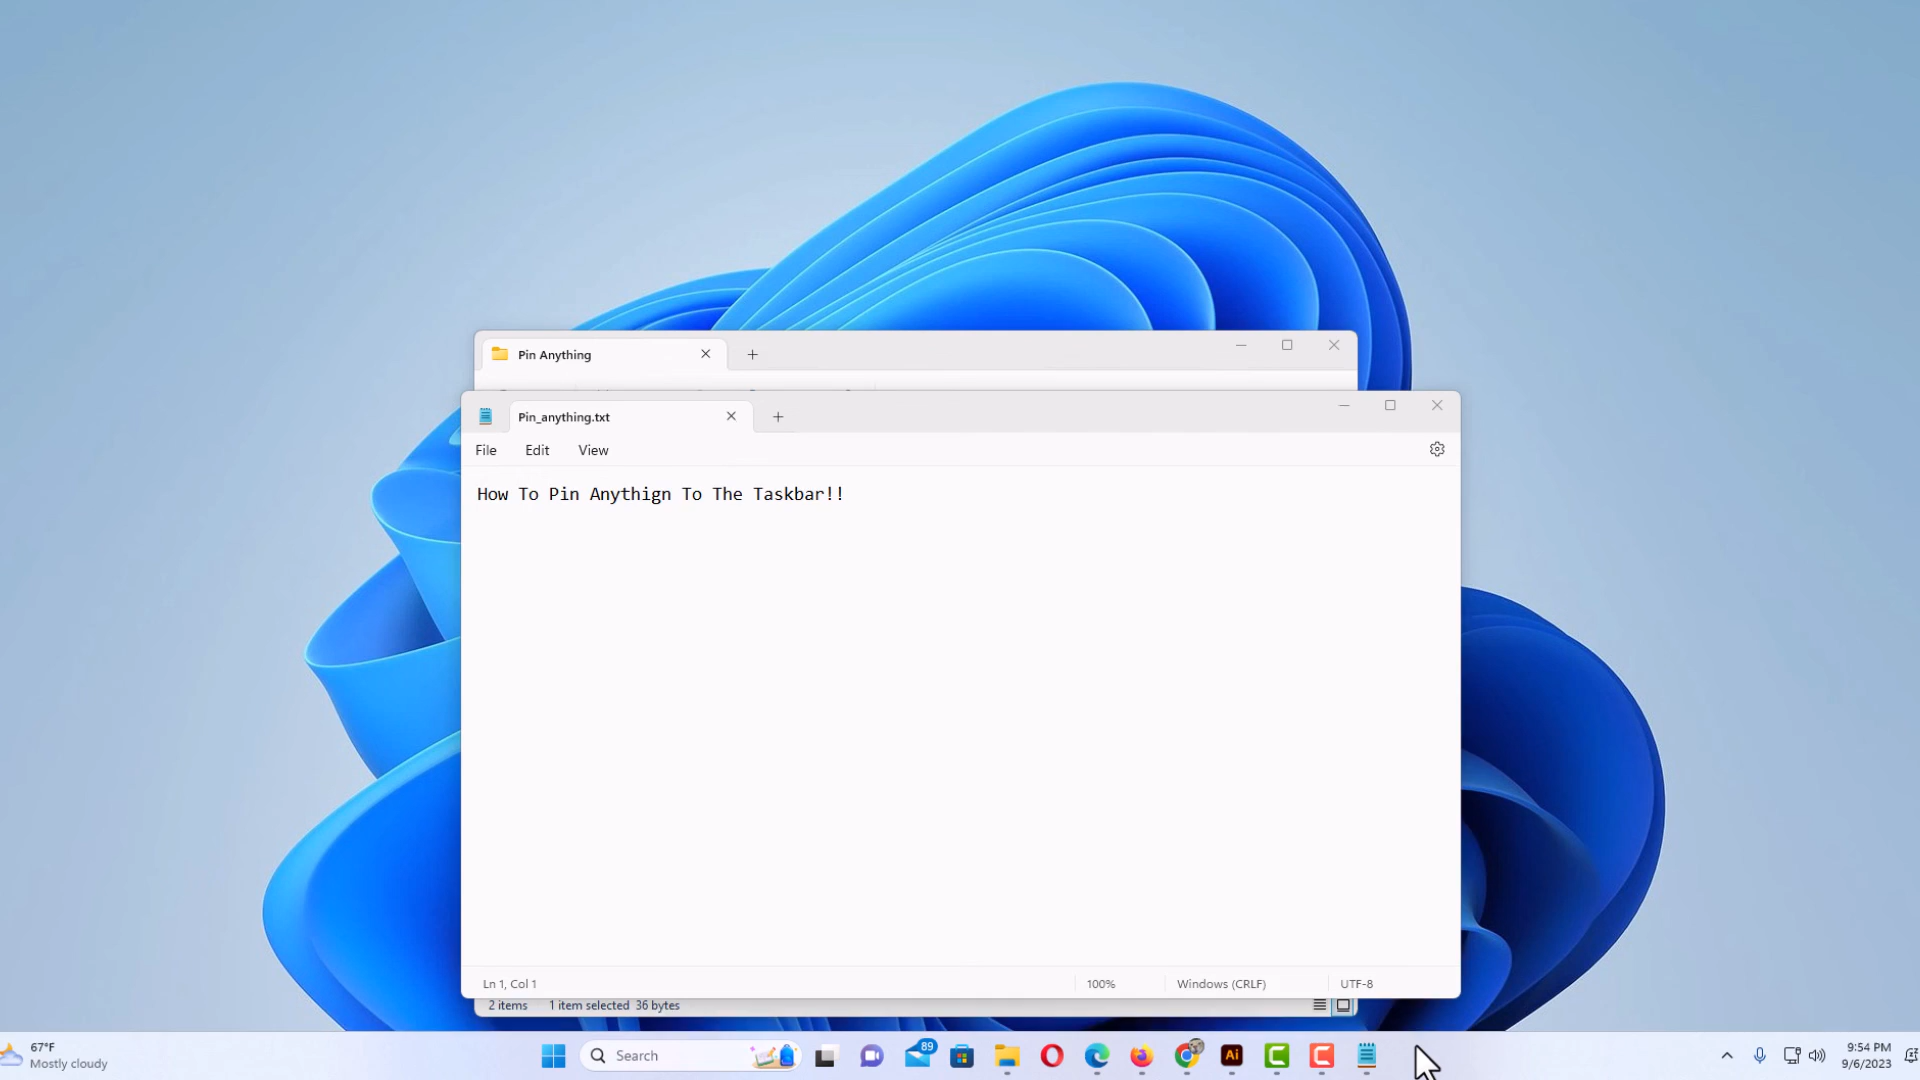 Pin Anything
Pin_anything.txt
File Edit View
How To Pin Anythign To The Taskbar!!
Ln 1, Col 1 100% Windows (CRLF) UTF-8
2 items 1 item selected 36 bytes
67°F
Mostly cloudy
Search
89
Ai
9:54 PM
9/6/2023